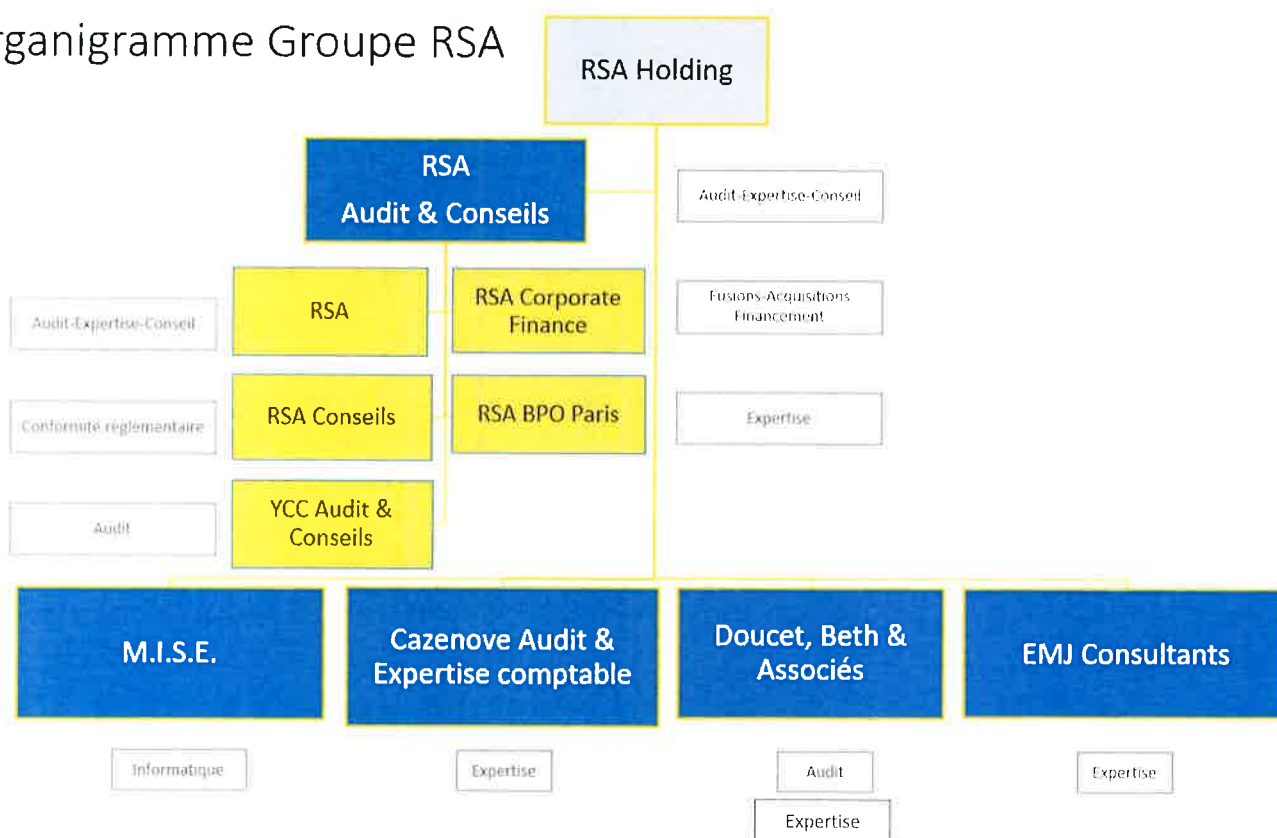 rganigramme Groupe RSA
RSA Holding
RSA
Audit & Conseils
Audit-Expertise-Conseil
RSA
RSA Corporate
Finance
Fusions-Acquisitions
Financement
Audit-Expertise-Conseil
RSA Conseils
RSA BPO Paris
Expertise
Conformité réglementaire
YCC Audit &
Conseils
Audit
M.I.S.E.
Cazenove Audit &
Expertise comptable
Doucet, Beth &
Associés
EMJ Consultants
Informatique
Expertise
Audit
Expertise
Expertise